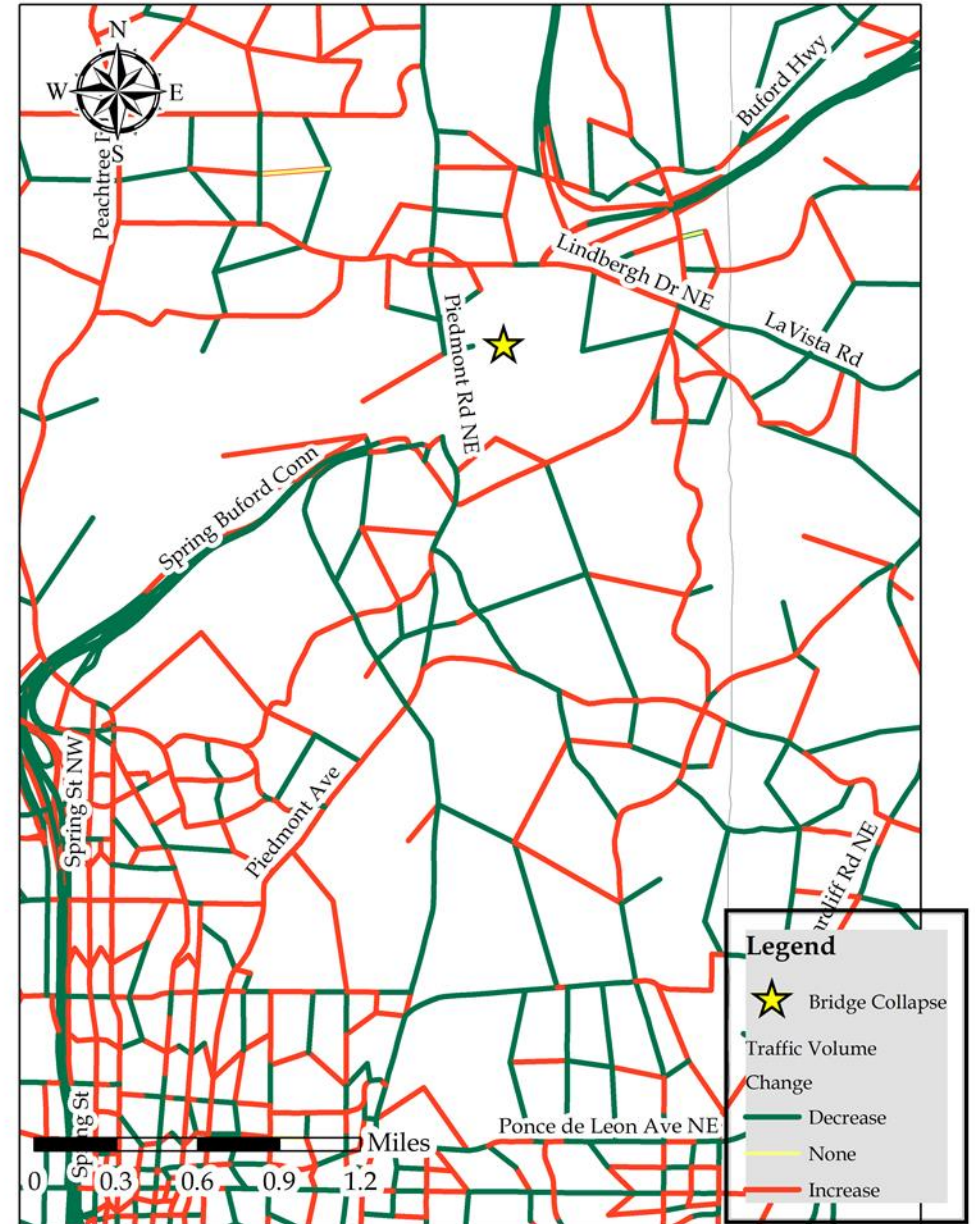 N
W E
S
Buford Hwy
Peachtree
Lindbergh Dr NE
LaVista Rd
Piedmont Rd NE
Spring Buford Conn
Spring St NW
Piedmont Ave
Rd NE
Legend
Bridge Collapse
Traffic Volume
Change
Decrease
None
Increase
Ponce de Leon Ave NE
Spring St
Miles
0 0.3 0.6 0.9 1.2